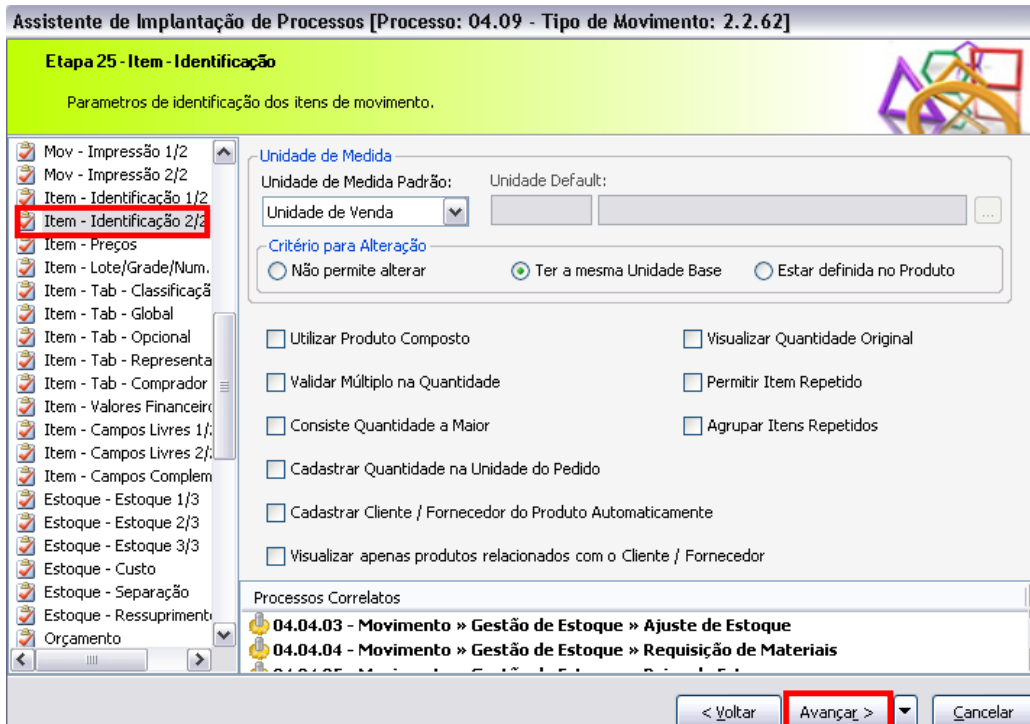 Assistente de Implantação de Processos [Processo: 04.09 - Tipo de Movimento: 2.2.62]
Etapa 25 - Item - Identificação
Parametros de identificação dos itens de movimento.
Mov - Impressão 1/2
Mov - Impressão 2/2
Item - Identificação 1/2
Item - Identificação 2/2
Item - Preços
Item - Lote/Grade/Num.
Item - Tab - Classificaçã
Item - Tab - Global
Item - Tab - Opcional
Item - Tab - Representa
Item - Tab - Comprador
Item - Valores Financeiro
Item - Campos Livres 1/
Item - Campos Livres 2/
Item - Campos Complem
Estoque - Estoque 1/3
Estoque - Estoque 2/3
Estoque - Estoque 3/3
Estoque - Custo
Estoque - Separação
Estoque - Ressuprimento
Orçamento
Unidade de Medida
Unidade de Medida Padrão: Unidade Default:
Unidade de Venda ...
Critério para Alteração
Não permite alterar Ter a mesma Unidade Base Estar definida no Produto
Utilizar Produto Composto Visualizar Quantidade Original
Validar Múltiplo na Quantidade Permitir Item Repetido
Consiste Quantidade a Maior Agrupar Itens Repetidos
Cadastrar Quantidade na Unidade do Pedido
Cadastrar Cliente / Fornecedor do Produto Automaticamente
Visualizar apenas produtos relacionados com o Cliente / Fornecedor
Processos Correlatos
04.04.03 - Movimento » Gestão de Estoque » Ajuste de Estoque
04.04.04 - Movimento » Gestão de Estoque » Requisição de Materiais
< Voltar Avançar > Cancelar